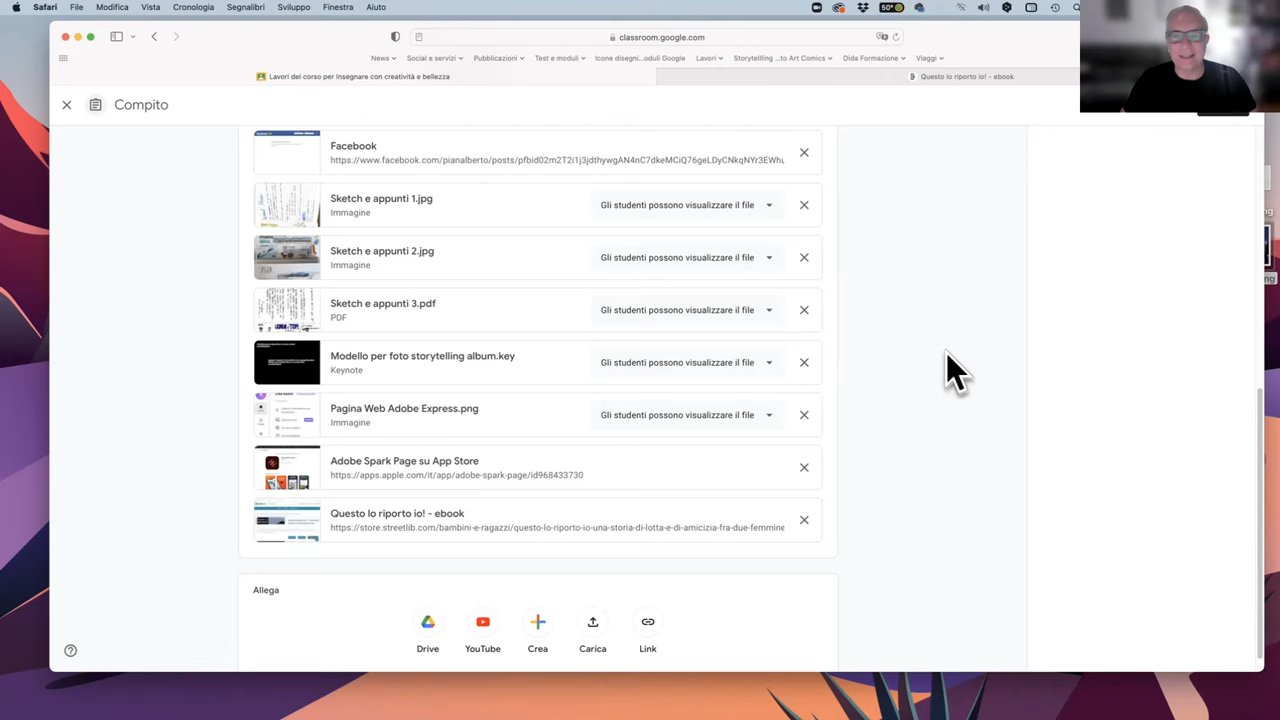 Safari File Modifica Vista Cronologia Segnalibri Sviluppo Finestra Aiuto
50°
classroom.google.com
News Social e servizi Pubblicazioni Test e moduli Icone disegni...oduli Google Lavori Storytellling ...to Art Comics Dida Formazione Viaggi
Lavori del corso per Insegnare con creatività e bellezza
Questo lo riporto io! - ebook
Compito
Facebook
https://www.facebook.com/pianalberto/posts/pfbid02m2T2i1j3jdthywgAN4nC7dkeMCiQ76geLDyCNkqNYr3EWhu
Sketch e appunti 1.jpg
Immagine
Gli studenti possono visualizzare il file
Sketch e appunti 2.jpg
Immagine
Gli studenti possono visualizzare il file
Sketch e appunti 3.pdf
PDF
Gli studenti possono visualizzare il file
Modello per foto storytelling album.key
Keynote
Gli studenti possono visualizzare il file
Pagina Web Adobe Express.png
Immagine
Gli studenti possono visualizzare il file
Adobe Spark Page su App Store
https://apps.apple.com/it/app/adobe-spark-page/id968433730
Questo lo riporto io! - ebook
https://store.streetlib.com/bambini-e-ragazzi/questo-lo-riporto-io-una-storia-di-lotta-e-di-amicizia-fra-due-femmine
Allega
Drive
YouTube
Crea
Carica
Link